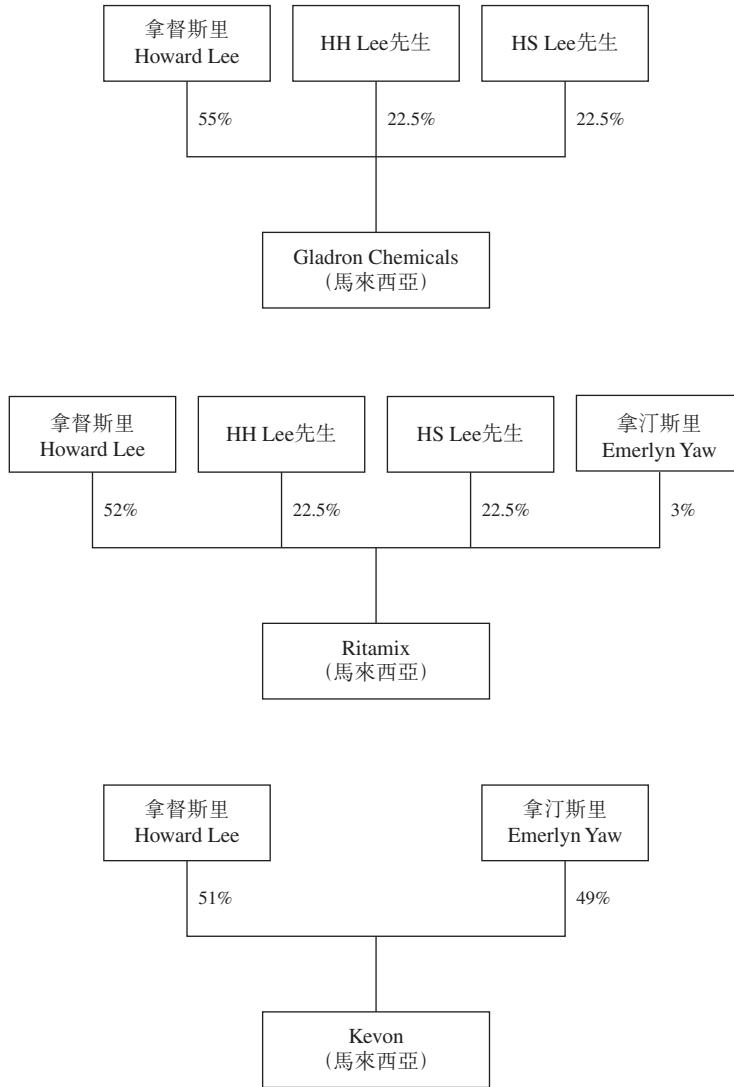 拿督斯里
Howard Lee
HH Lee先生
HS Lee先生
55%
22.5%
22.5%
Gladron Chemicals
（馬來西亞）
拿督斯里
Howard Lee
HH Lee先生
HS Lee先生
拿汀斯里
Emerlyn Yaw
52%
22.5%
22.5%
3%
Ritamix
（馬來西亞）
拿督斯里
Howard Lee
拿汀斯里
Emerlyn Yaw
51%
49%
Kevon
（馬來西亞）